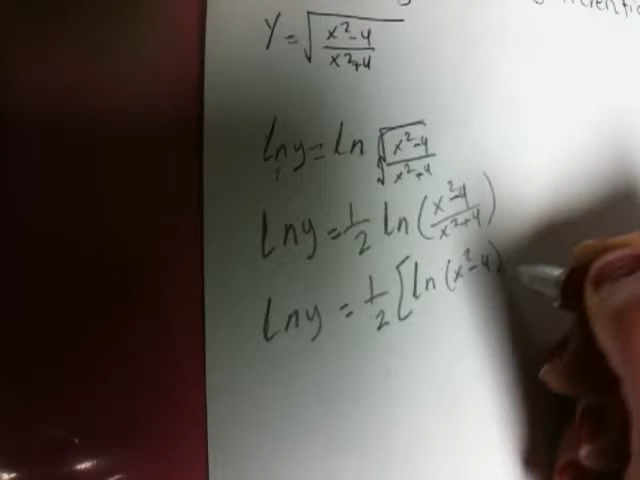 Y = √((x²-4)/(x²+4))
ln y = ln √((x²-4)/(x²+4))
ln y = 1/2 ln ((x²-4)/(x²+4))
ln y = 1/2 [ln (x²-4)